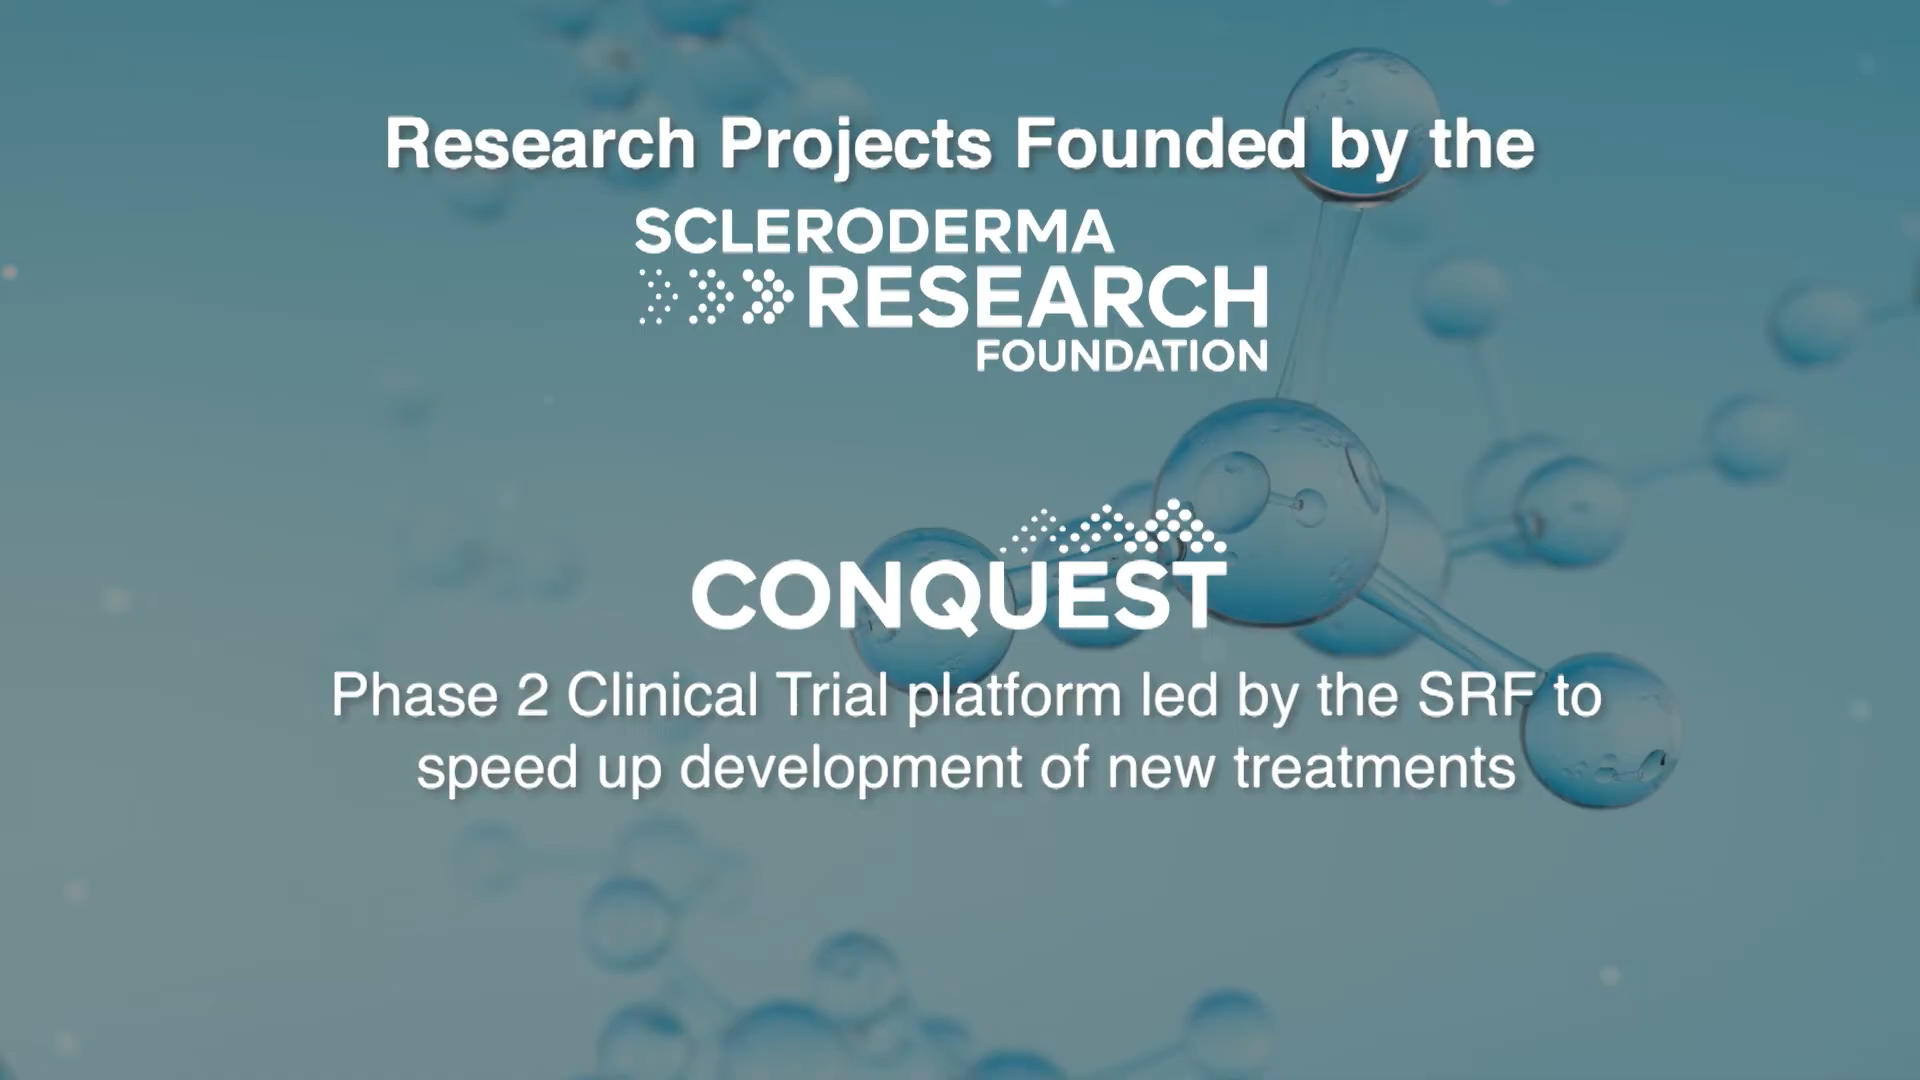 Research Projects Founded by the
SCLERODERMA
RESEARCH
FOUNDATION
CONQUEST
Phase 2 Clinical Trial platform led by the SRF to
speed up development of new treatments